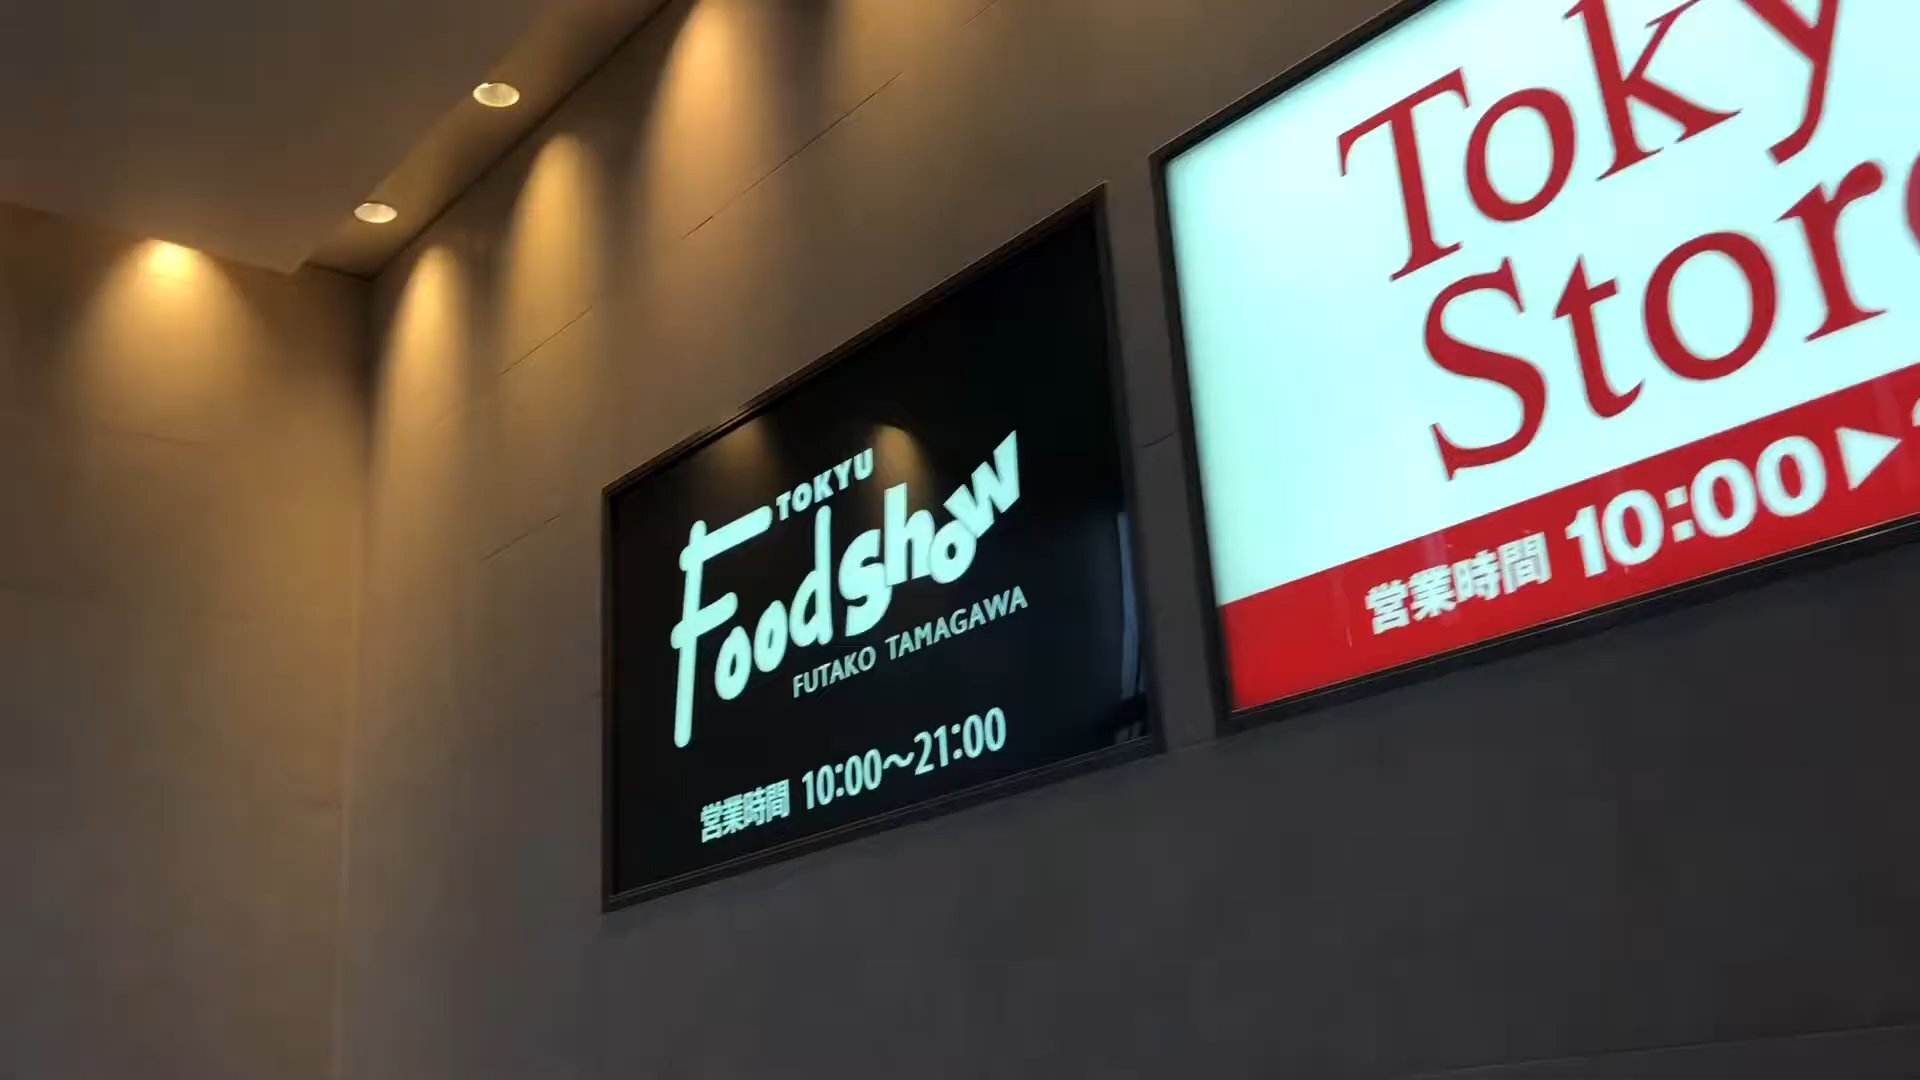 TOKYU
Foodshow
FUTAKO TAMAGAWA
営業時間 10:00～21:00
Toky
Stor
営業時間 10:00▶